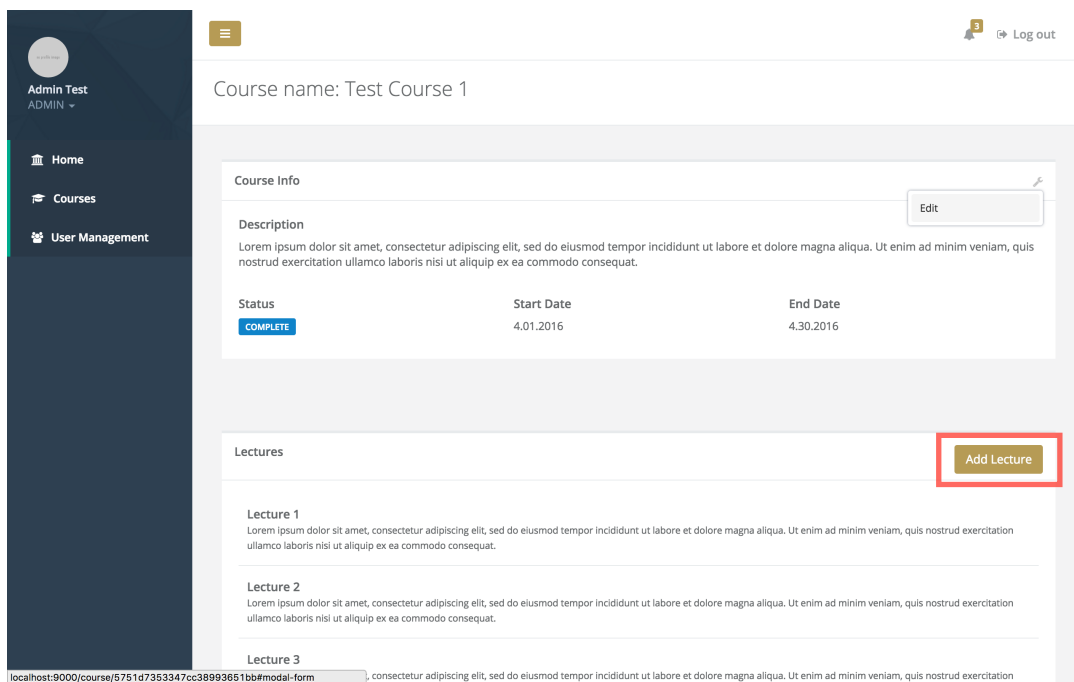 3
Log out
Admin Test
ADMIN
Home
Courses
User Management
Course name: Test Course 1
Course Info
Edit
Description
Lorem ipsum dolor sit amet, consectetur adipiscing elit, sed do eiusmod tempor incididunt ut labore et dolore magna aliqua. Ut enim ad minim veniam, quis
nostrud exercitation ullamco laboris nisi ut aliquip ex ea commodo consequat.
Status
Start Date
End Date
COMPLETE
4.01.2016
4.30.2016
Lectures
Add Lecture
Lecture 1
Lorem ipsum dolor sit amet, consectetur adipiscing elit, sed do eiusmod tempor incididunt ut labore et dolore magna aliqua. Ut enim ad minim veniam, quis nostrud exercitation
ullamco laboris nisi ut aliquip ex ea commodo consequat.
Lecture 2
Lorem ipsum dolor sit amet, consectetur adipiscing elit, sed do eiusmod tempor incididunt ut labore et dolore magna aliqua. Ut enim ad minim veniam, quis nostrud exercitation
ullamco laboris nisi ut aliquip ex ea commodo consequat.
Lecture 3
, consectetur adipiscing elit, sed do eiusmod tempor incididunt ut labore et dolore magna aliqua. Ut enim ad minim veniam, quis nostrud exercitation
localhost:9000/course/5751d7353347cc38993651bb#modal-form